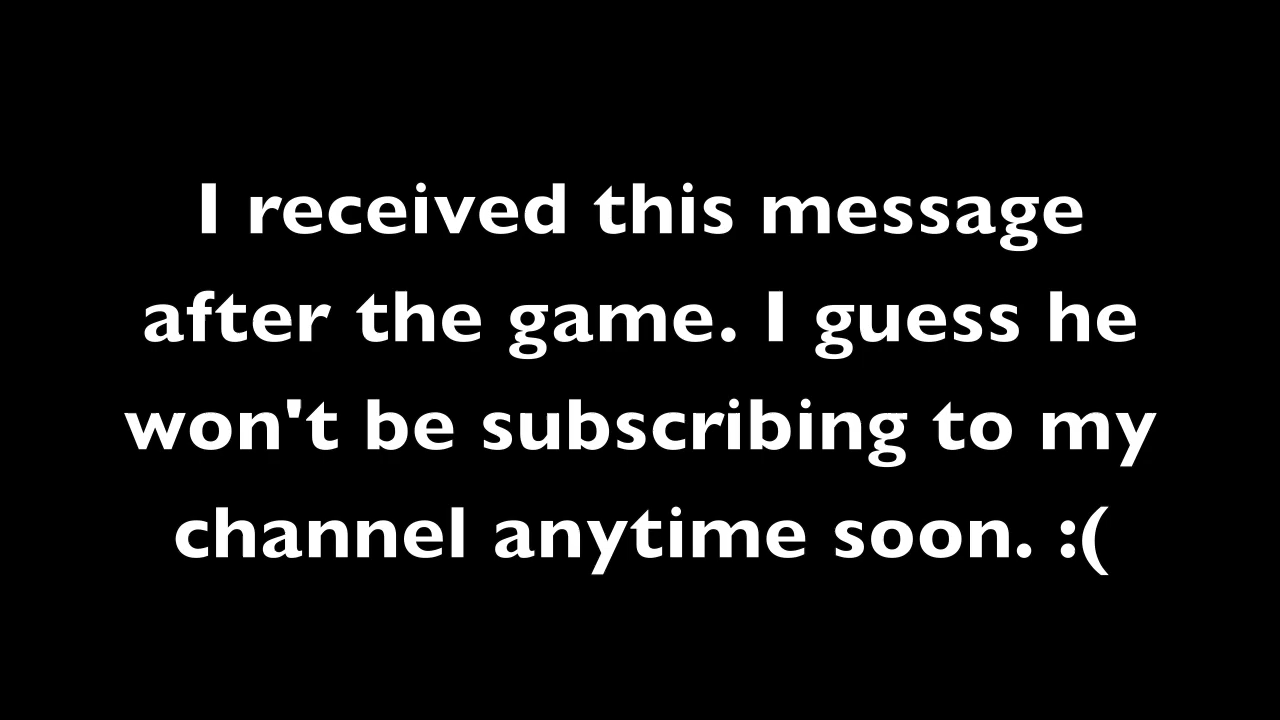 I received this message
after the game. I guess he
won't be subscribing to my
channel anytime soon. :(